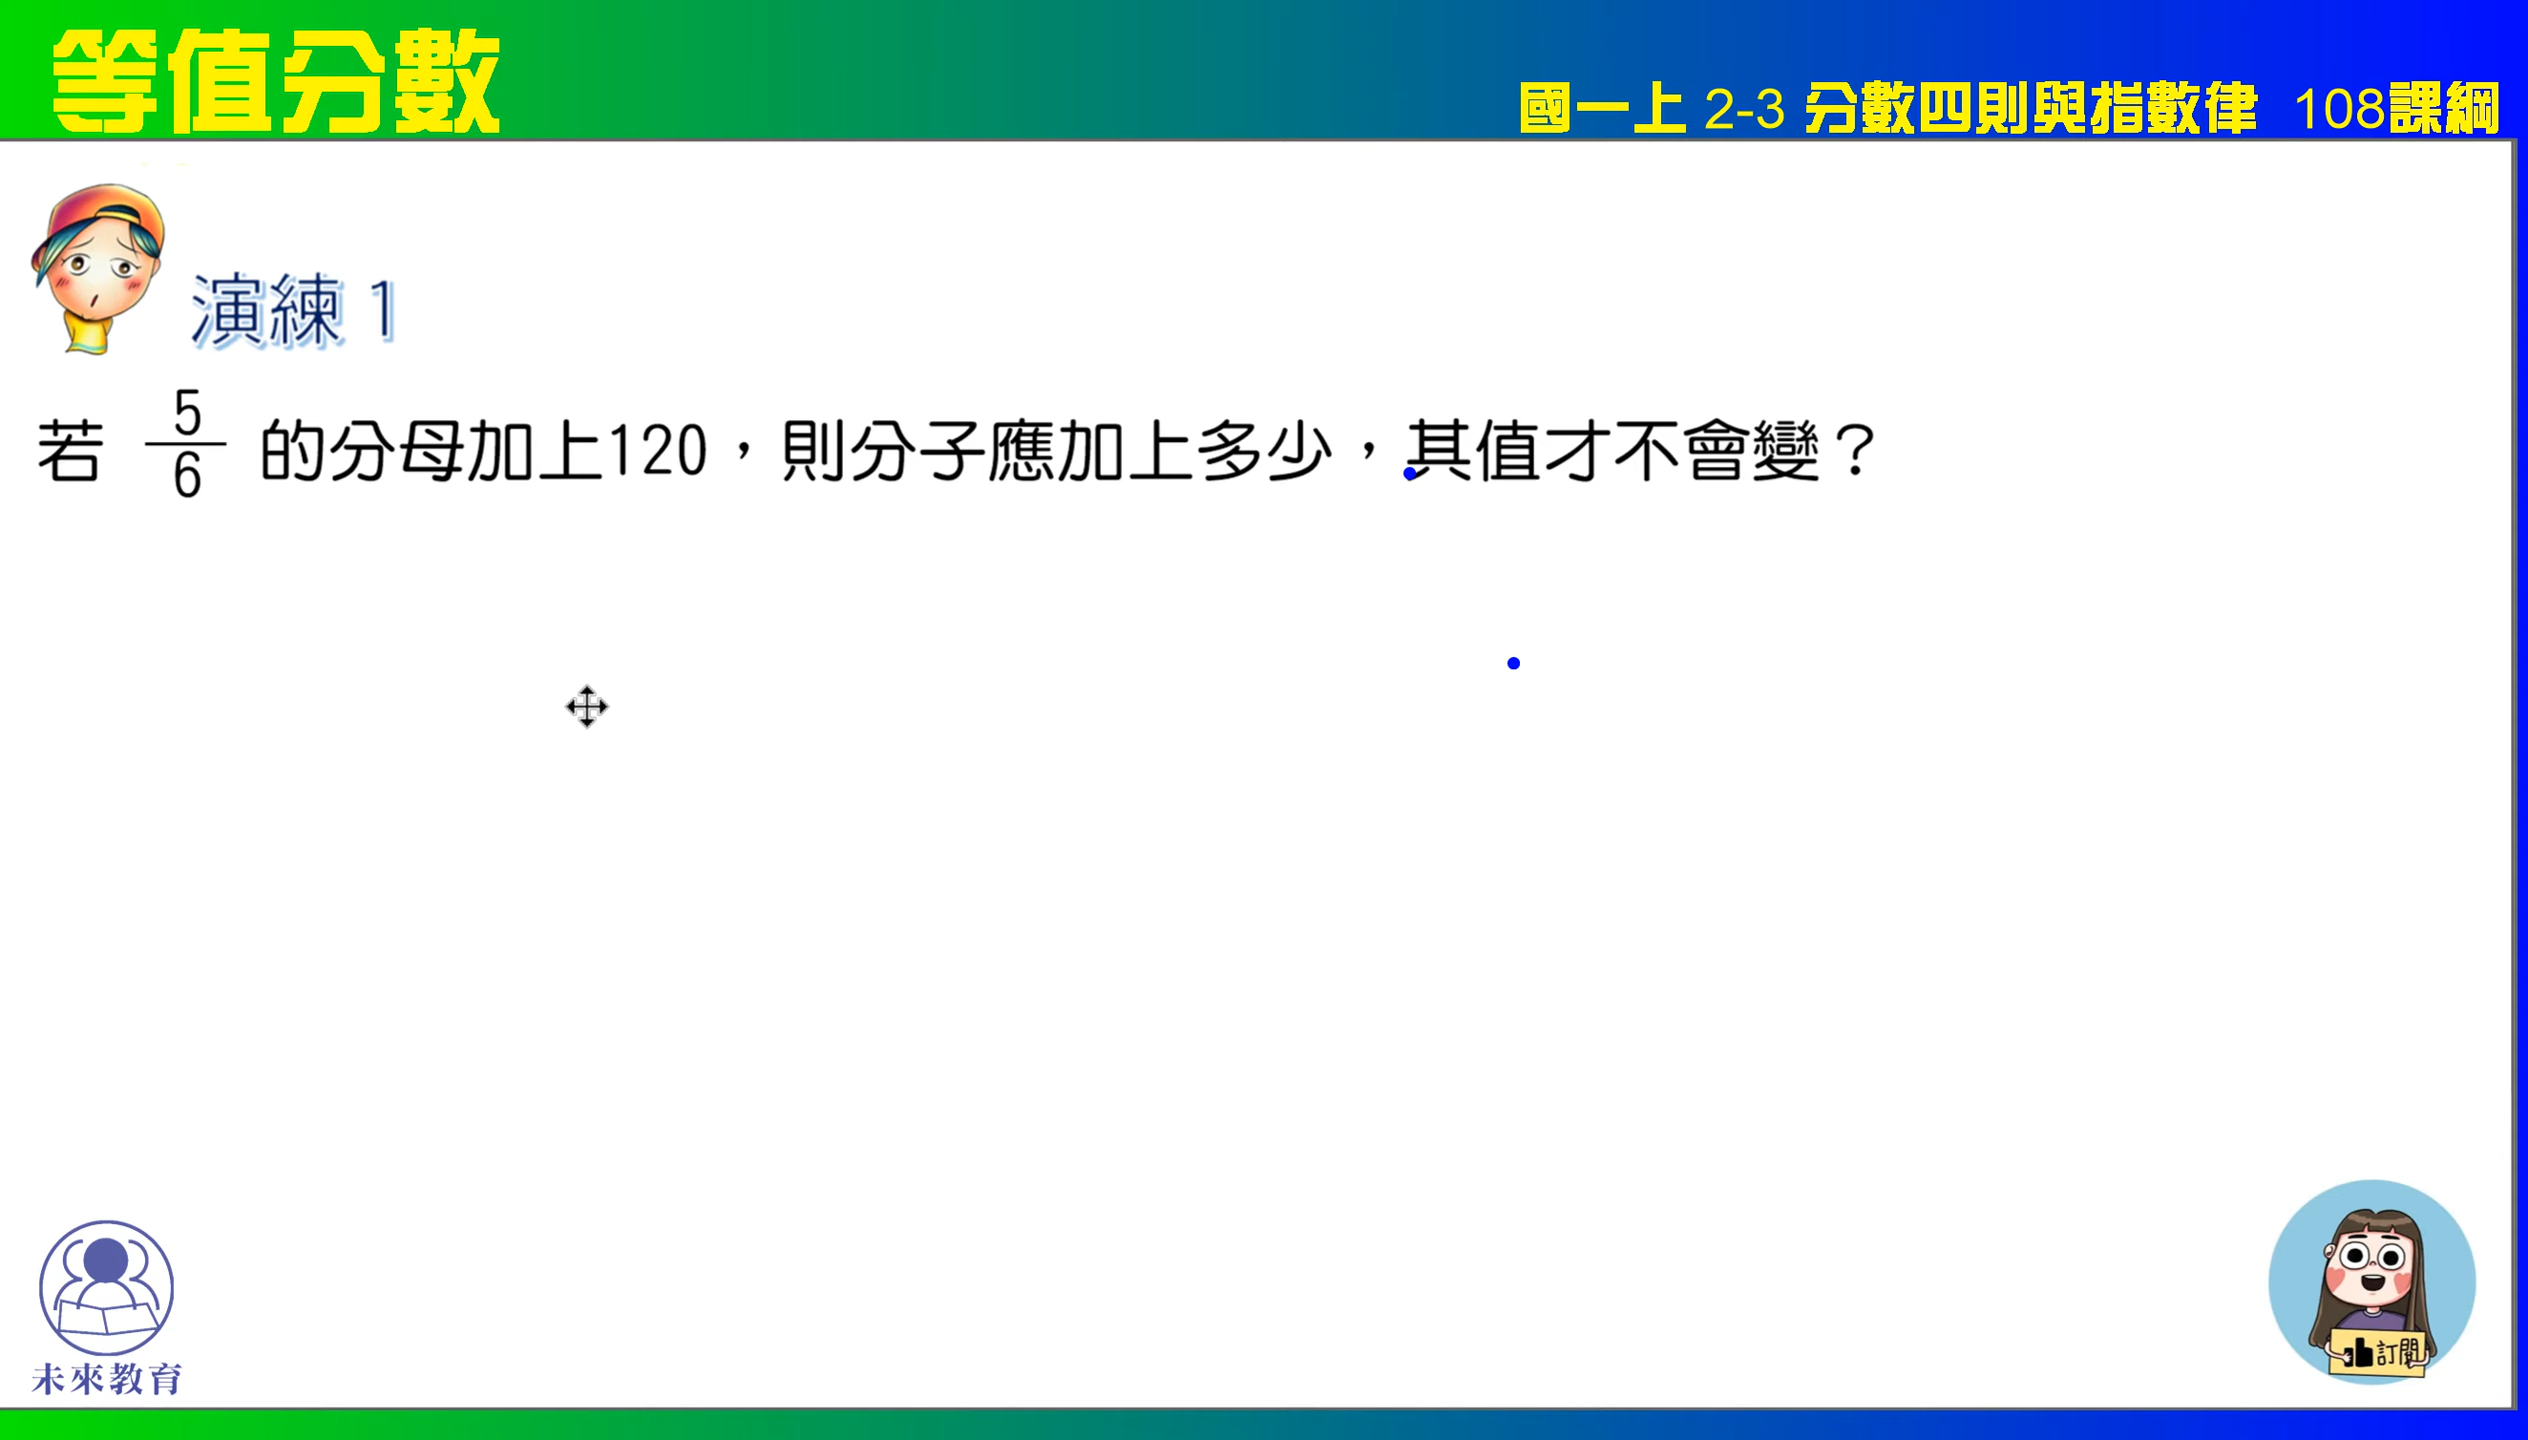 等值分數
國一上 2-3 分數四則與指數律 108課綱
演練 1
若 5/6 的分母加上120，則分子應加上多少，其值才不會變？
未來教育
訂閱